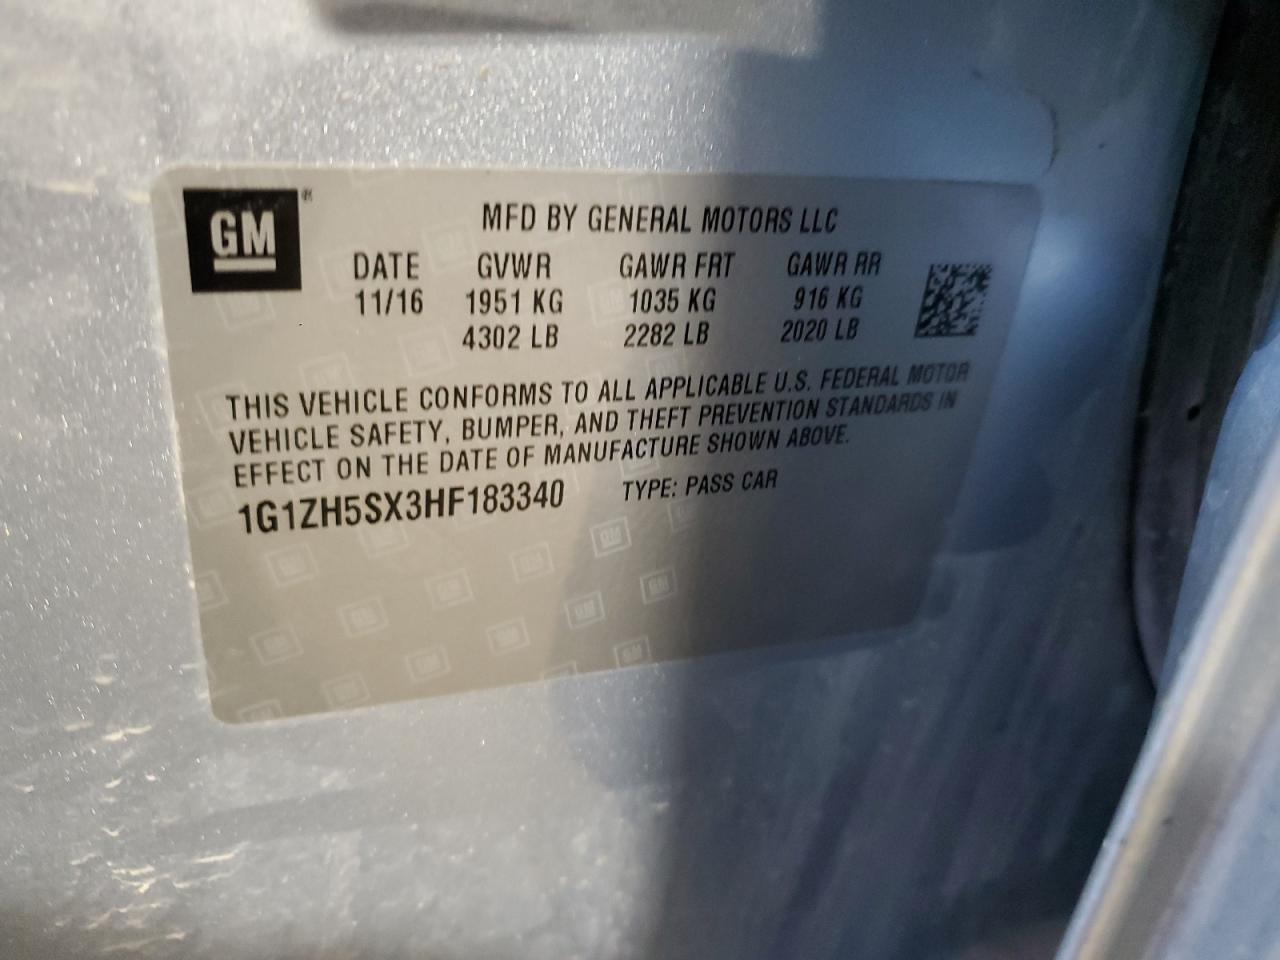 GM®
MFD BY GENERAL MOTORS LLC
DATE GVWR GAWR FRT GAWR RR
11/16 1951 KG 1035 KG 916 KG
4302 LB 2282 LB 2020 LB
THIS VEHICLE CONFORMS TO ALL APPLICABLE U.S. FEDERAL MOTOR
VEHICLE SAFETY, BUMPER, AND THEFT PREVENTION STANDARDS IN
EFFECT ON THE DATE OF MANUFACTURE SHOWN ABOVE.
1G1ZH5SX3HF183340 TYPE: PASS CAR